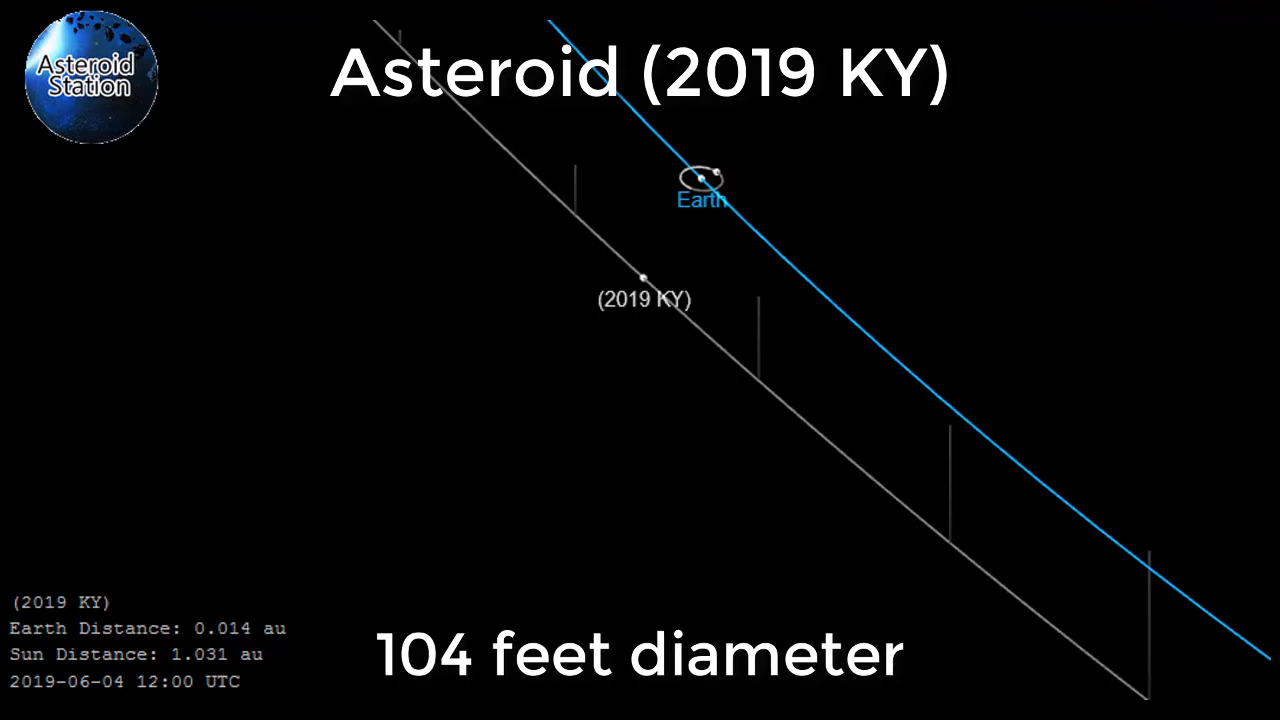 Asteroid
Station
Asteroid (2019 KY)
Earth
(2019 KY)
(2019 KY)
Earth Distance: 0.014 au
Sun Distance: 1.031 au
2019-06-04 12:00 UTC
104 feet diameter